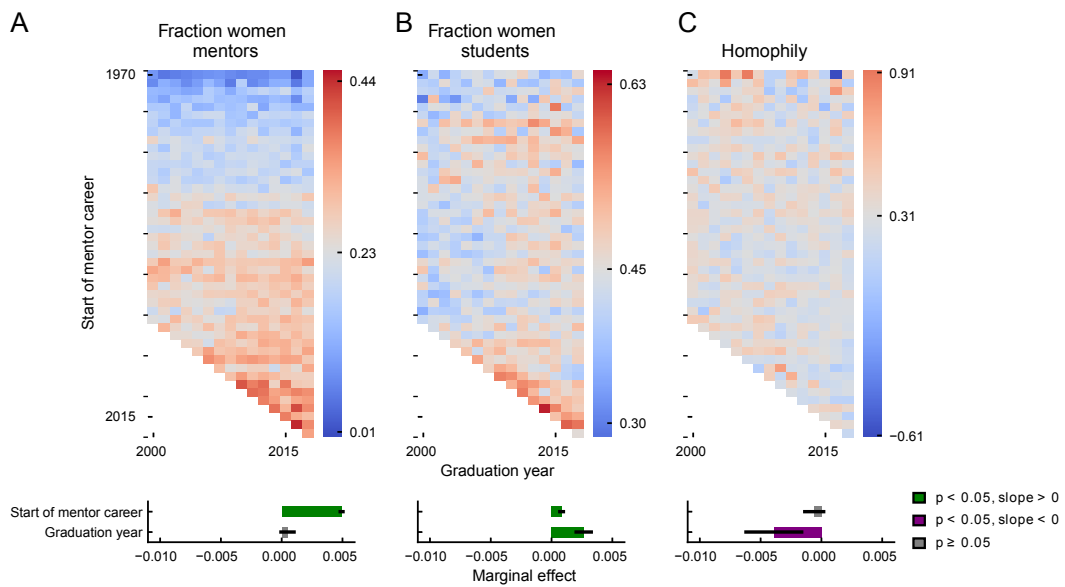 A
Fraction women
mentors
B
Fraction women
students
C
Homophily
Start of mentor career
1970
2015
2000
2015
0.44
0.23
0.01
2000
2015
0.63
0.45
0.30
2000
2015
0.91
0.31
−0.61
Graduation year
Start of mentor career
Graduation year
−0.010
−0.005
0.000
0.005
−0.010
−0.005
0.000
0.005
−0.010
−0.005
0.000
0.005
Marginal effect
p < 0.05, slope > 0
p < 0.05, slope < 0
p ≥ 0.05